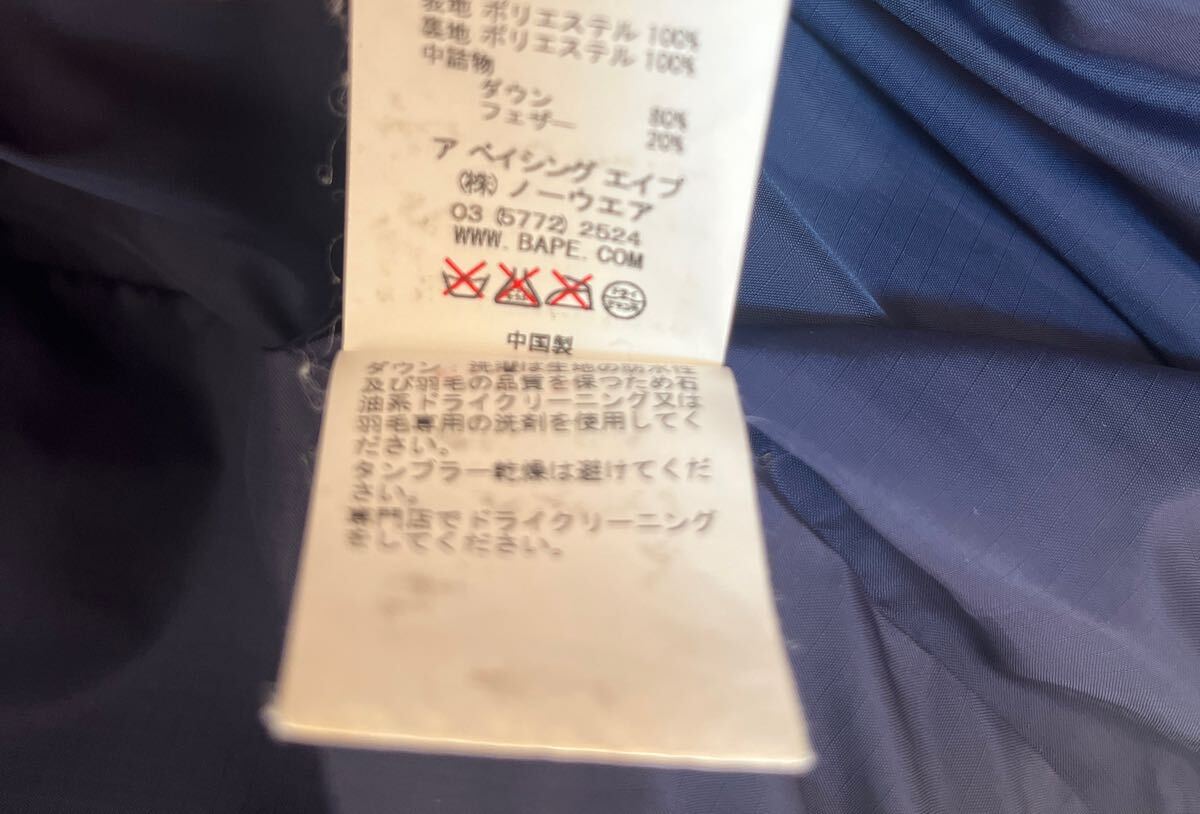 表地 ポリエステル 100%
裏地 ポリエステル 100%
中詰物
ダウン 80%
フェザー 20%
ア ベイシング エイプ
(株) ノーウエア
03 (5772) 2524
WWW. BAPE. COM
中国製
ダウン : 洗濯は生地の防水性
及び羽毛の品質を保つため石
油系ドライクリーニング又は
羽毛専用の洗剤を使用してく
ださい。
タンブラー乾燥は避けてくだ
さい。
専門店でドライクリーニング
をしてください。